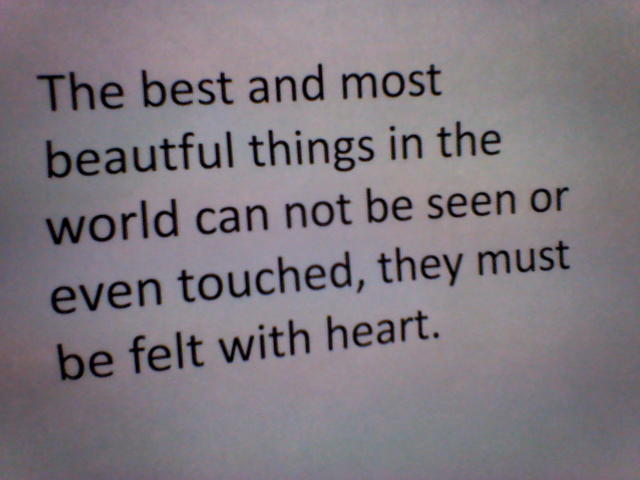 The best and most
beautful things in the
world can not be seen or
even touched, they must
be felt with heart.